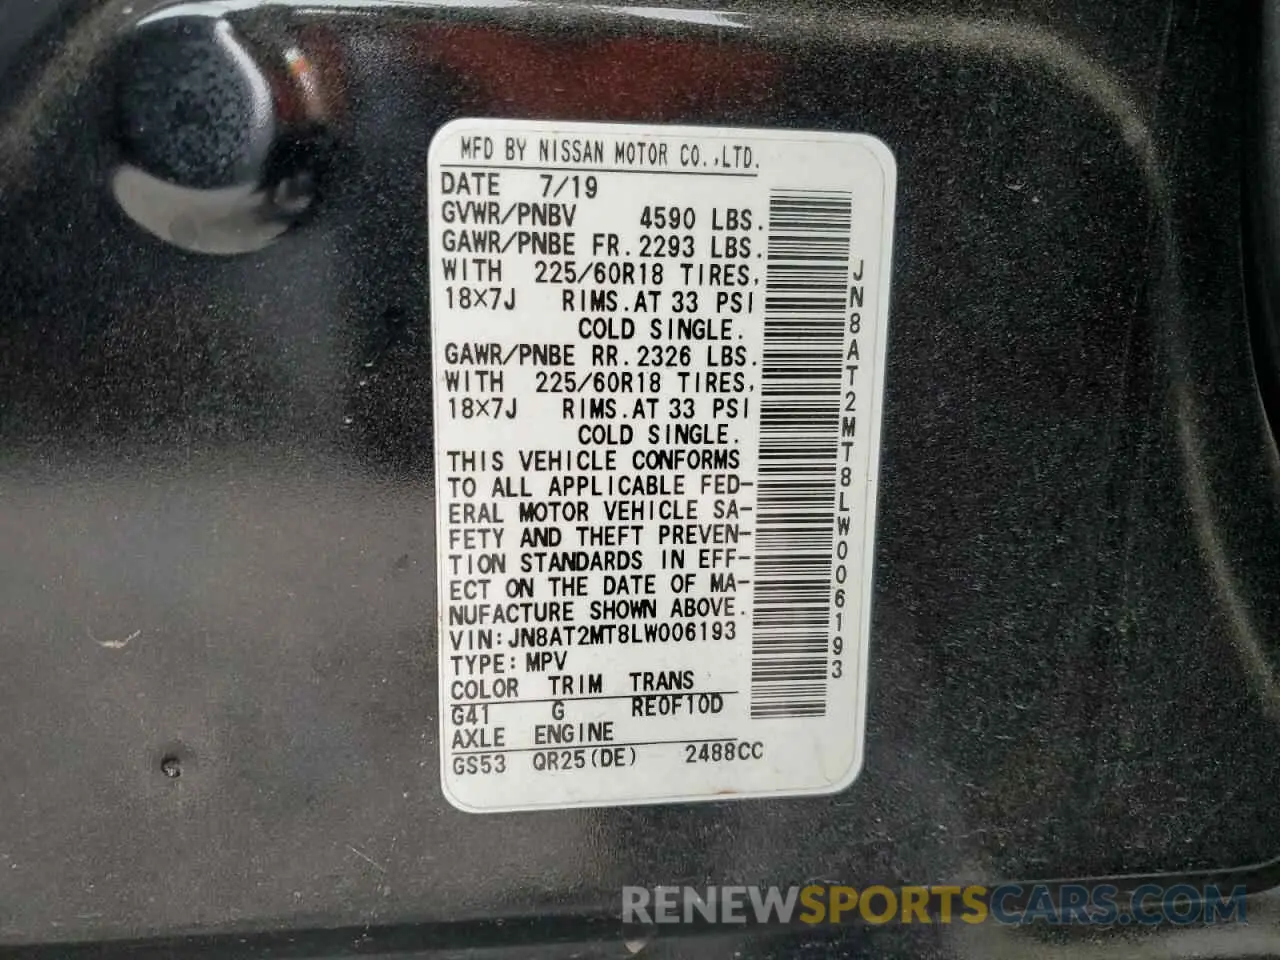 MFD BY NISSAN MOTOR CO.,LTD.
DATE 7/19
GVWR/PNBV 4590 LBS.
GAWR/PNBE FR.2293 LBS.
WITH 225/60R18 TIRES,
18×7J RIMS.AT 33 PSI
COLD SINGLE.
GAWR/PNBE RR.2326 LBS.
WITH 225/60R18 TIRES,
18×7J RIMS.AT 33 PSI
COLD SINGLE.
THIS VEHICLE CONFORMS
TO ALL APPLICABLE FED-
ERAL MOTOR VEHICLE SA-
FETY AND THEFT PREVEN-
TION STANDARDS IN EFF-
ECT ON THE DATE OF MA-
NUFACTURE SHOWN ABOVE.
VIN:JN8AT2MT8LW006193
TYPE:MPV
COLOR TRIM TRANS
G41 G RE0F10D
AXLE ENGINE
GS53 QR25(DE) 2488CC
JN8AT2MT8LW006193
RENEWSPORTSCARS.COM